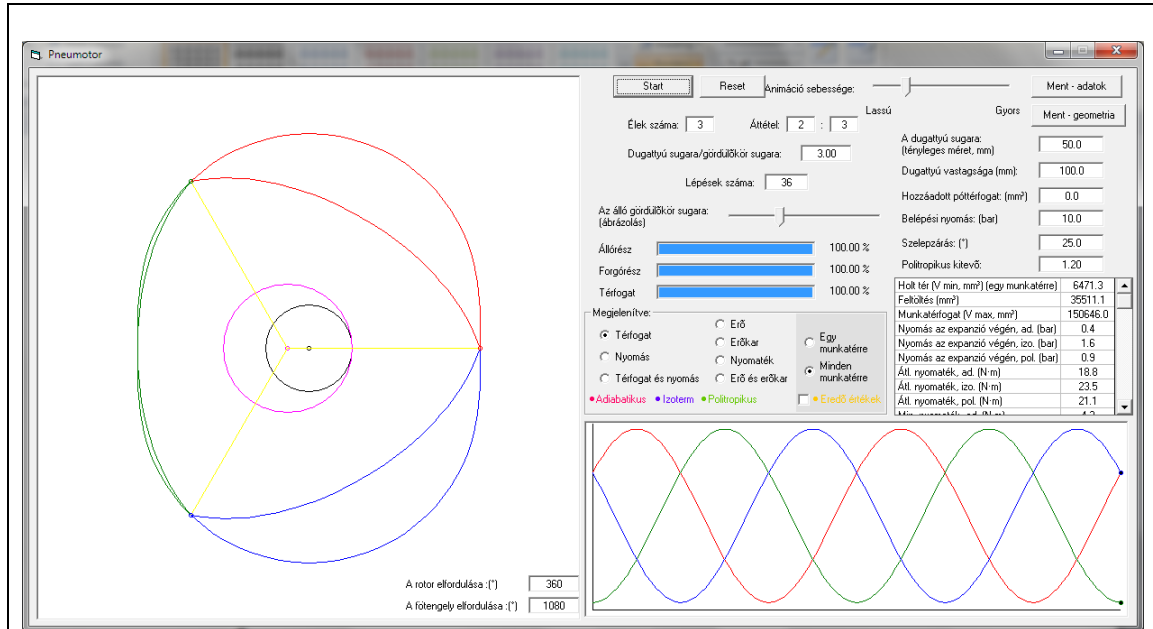 Pneumotor
Start Reset Animáció sebessége: Ment - adatok
Lassú Gyors Ment - geometria
Élek száma: 3 Áttétel: 2 : 3
Dugattyú sugara/gördülőkör sugara: 3.00
Lépések száma: 36
Az álló gördülőkör sugara:
(ábrázolás)
Állórész 100.00 %
Forgórész 100.00 %
Térfogat 100.00 %
A dugattyú sugara:
(tényleges méret, mm) 50.0
Dugattyú vastagsága (mm): 100.0
Hozzáadott póttérfogat: (mm³) 0.0
Belépési nyomás: (bar) 10.0
Szelepzárás: (°) 25.0
Politropikus kitevő: 1.20
Megjelenítve:
Térfogat
Nyomás
Térfogat és nyomás
Erő
Erőkar
Nyomaték
Erő és erőkar
Egy
munkatérre
Minden
munkatérre
Adiabatikus Izoterm Politropikus Eredő értékek
Holt tér (V min, mm³) (egy munkatérre) 6471.3
Feltöltés (mm³) 35511.1
Munkatérfogat (V max, mm³) 150646.0
Nyomás az expanzió végén, ad. (bar) 0.4
Nyomás az expanzió végén, izo. (bar) 1.6
Nyomás az expanzió végén, pol. (bar) 0.9
Átl. nyomaték, ad. (N·m) 18.8
Átl. nyomaték, izo. (N·m) 23.5
Átl. nyomaték, pol. (N·m) 21.1
A rotor elfordulása :(°) 360
A főtengely elfordulása :(°) 1080